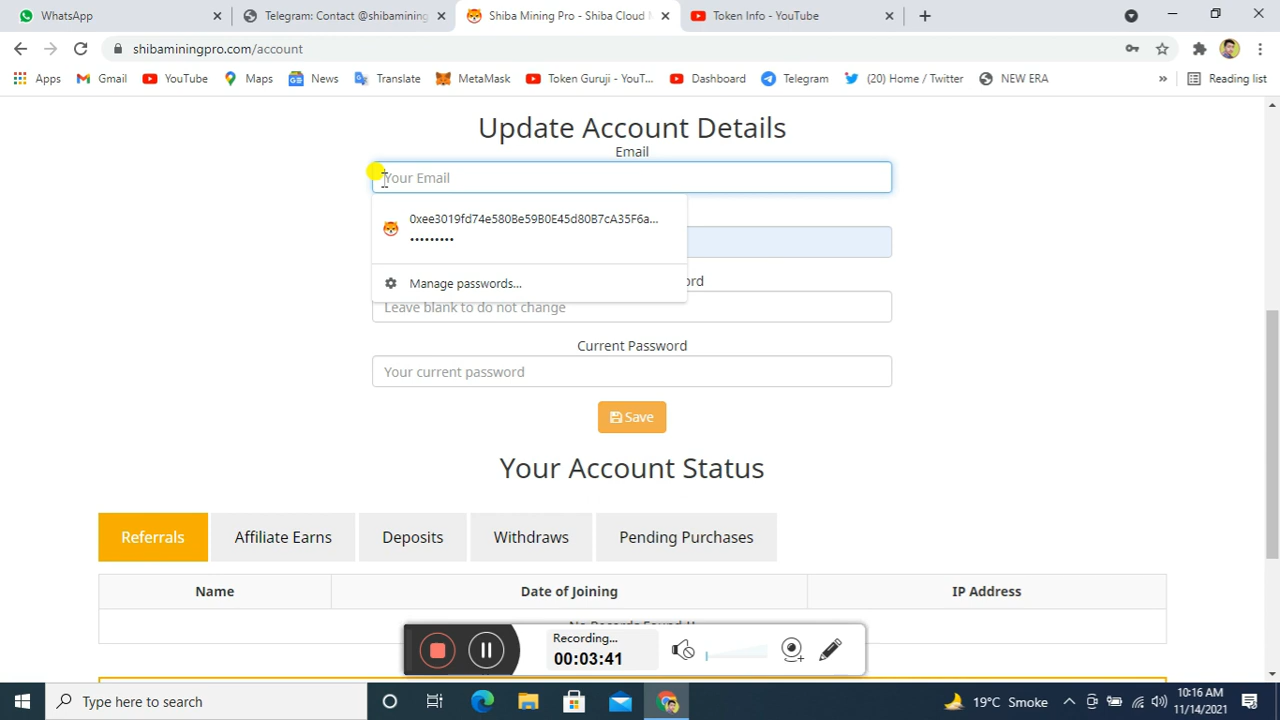 WhatsApp
Telegram: Contact @shibamining
Shiba Mining Pro - Shiba Cloud M
Token Info - YouTube
shibaminingpro.com/account
Apps
Gmail
YouTube
Maps
News
Translate
MetaMask
Token Guruji - YouT...
Dashboard
Telegram
(20) Home / Twitter
NEW ERA
»
Reading list
Update Account Details
Email
Your Email
0xee3019fd74e580Be59B0E45d80B7cA35F6a...
•••••••••
Manage passwords...
ord
Leave blank to do not change
Current Password
Your current password
Save
Your Account Status
Referrals
Affiliate Earns
Deposits
Withdraws
Pending Purchases
Name
Date of Joining
IP Address
No Records Found !!
Recording...
00:03:41
Type here to search
19°C Smoke
10:16 AM
11/14/2021